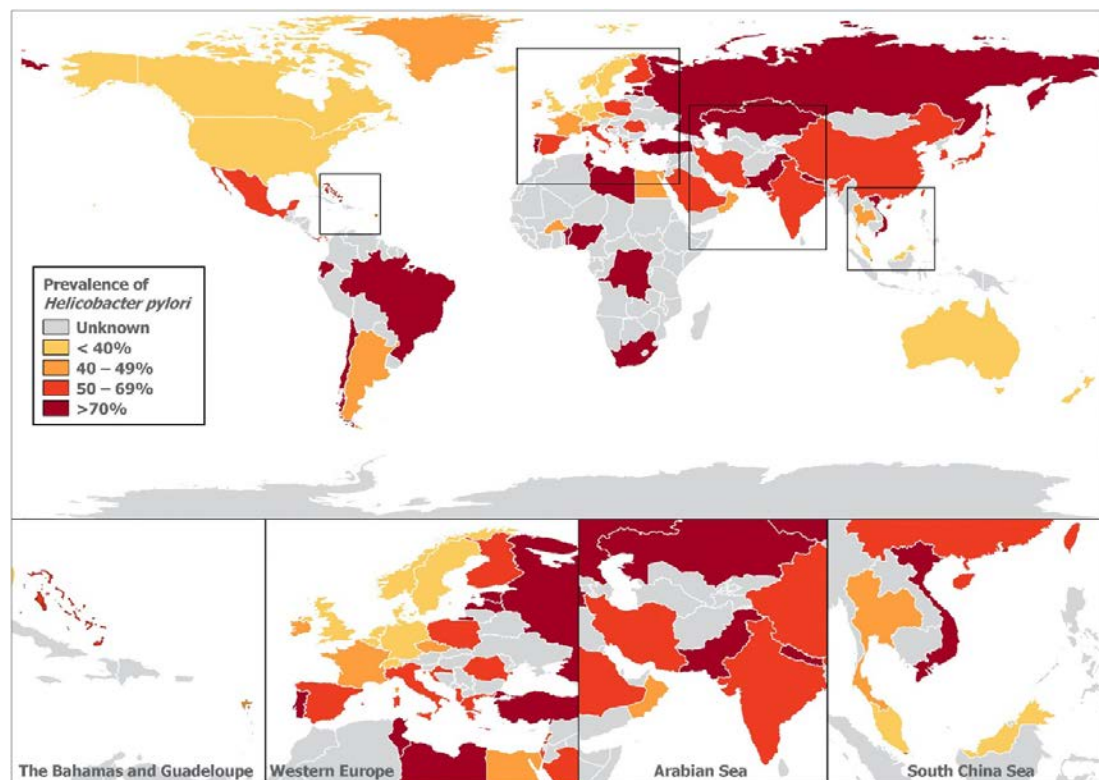 Prevalence of
Helicobacter pylori
Unknown
< 40%
40 – 49%
50 – 69%
>70%
The Bahamas and Guadeloupe
Western Europe
Arabian Sea
South China Sea